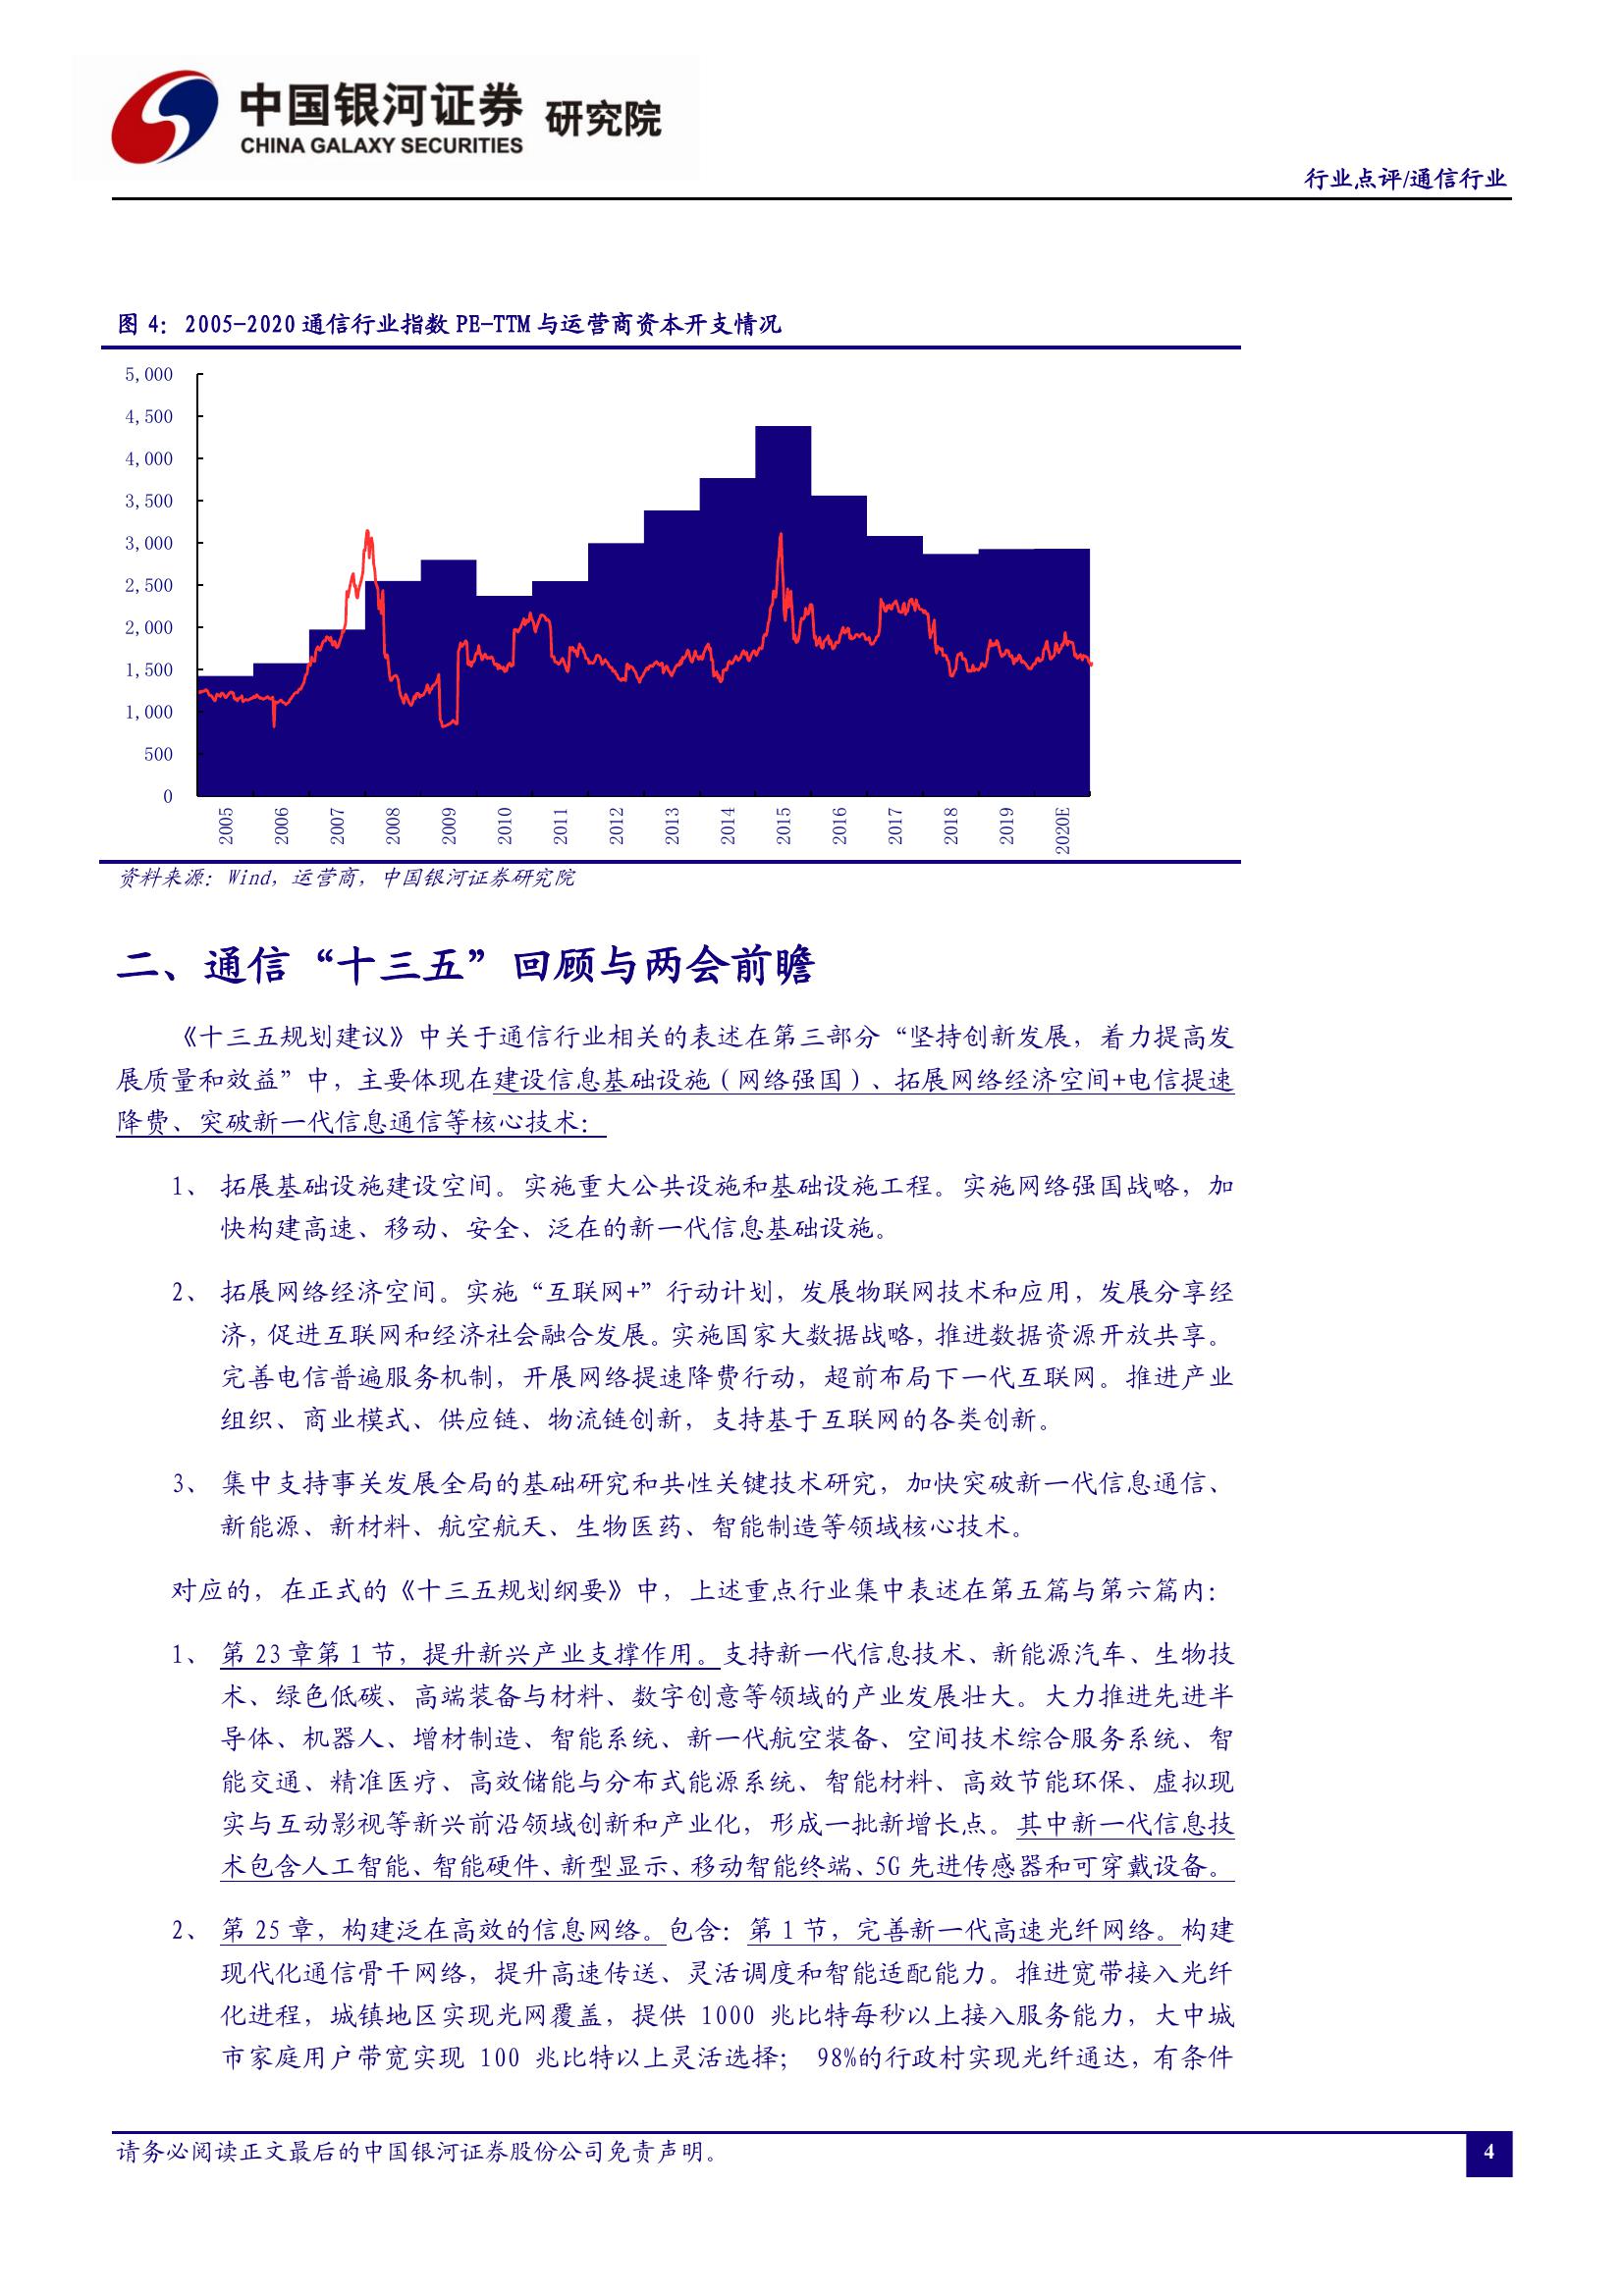 中国银河证券 研究院
CHINA GALAXY SECURITIES
行业点评/通信行业
图 4：2005-2020 通信行业指数 PE-TTM 与运营商资本开支情况
5,000
4,500
4,000
3,500
3,000
2,500
2,000
1,500
1,000
500
0
2005 2006 2007 2008 2009 2010 2011 2012 2013 2014 2015 2016 2017 2018 2019 2020E
资料来源：Wind，运营商，中国银河证券研究院
二、通信“十三五”回顾与两会前瞻
《十三五规划建议》中关于通信行业相关的表述在第三部分“坚持创新发展，着力提高发
展质量和效益”中，主要体现在建设信息基础设施（网络强国）、拓展网络经济空间+电信提速
降费、突破新一代信息通信等核心技术：
1、 拓展基础设施建设空间。实施重大公共设施和基础设施工程。实施网络强国战略，加
快构建高速、移动、安全、泛在的新一代信息基础设施。
2、 拓展网络经济空间。实施“互联网+”行动计划，发展物联网技术和应用，发展分享经
济，促进互联网和经济社会融合发展。实施国家大数据战略，推进数据资源开放共享。
完善电信普遍服务机制，开展网络提速降费行动，超前布局下一代互联网。推进产业
组织、商业模式、供应链、物流链创新，支持基于互联网的各类创新。
3、 集中支持事关发展全局的基础研究和共性关键技术研究，加快突破新一代信息通信、
新能源、新材料、航空航天、生物医药、智能制造等领域核心技术。
对应的，在正式的《十三五规划纲要》中，上述重点行业集中表述在第五篇与第六篇内：
1、 第 23 章第 1 节，提升新兴产业支撑作用。支持新一代信息技术、新能源汽车、生物技
术、绿色低碳、高端装备与材料、数字创意等领域的产业发展壮大。大力推进先进半
导体、机器人、增材制造、智能系统、新一代航空装备、空间技术综合服务系统、智
能交通、精准医疗、高效储能与分布式能源系统、智能材料、高效节能环保、虚拟现
实与互动影视等新兴前沿领域创新和产业化，形成一批新增长点。其中新一代信息技
术包含人工智能、智能硬件、新型显示、移动智能终端、5G 先进传感器和可穿戴设备。
2、 第 25 章，构建泛在高效的信息网络。包含：第 1 节，完善新一代高速光纤网络。构建
现代化通信骨干网络，提升高速传送、灵活调度和智能适配能力。推进宽带接入光纤
化进程，城镇地区实现光网覆盖，提供 1000 兆比特每秒以上接入服务能力，大中城
市家庭用户带宽实现 100 兆比特以上灵活选择； 98%的行政村实现光纤通达，有条件
请务必阅读正文最后的中国银河证券股份公司免责声明。
4